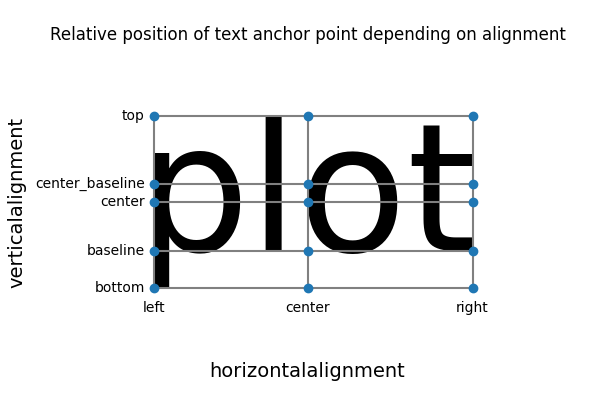 Relative position of text anchor point depending on alignment
top
center_baseline
center
baseline
bottom
verticalalignment
plot
left center right
horizontalalignment